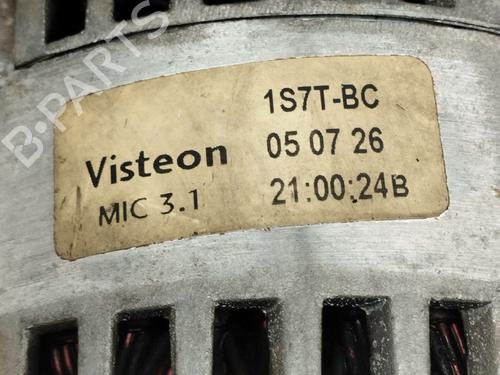 B-PARTS
1S7T-BC
Visteon 05 07 26
MIC 3.1 21:00:24B